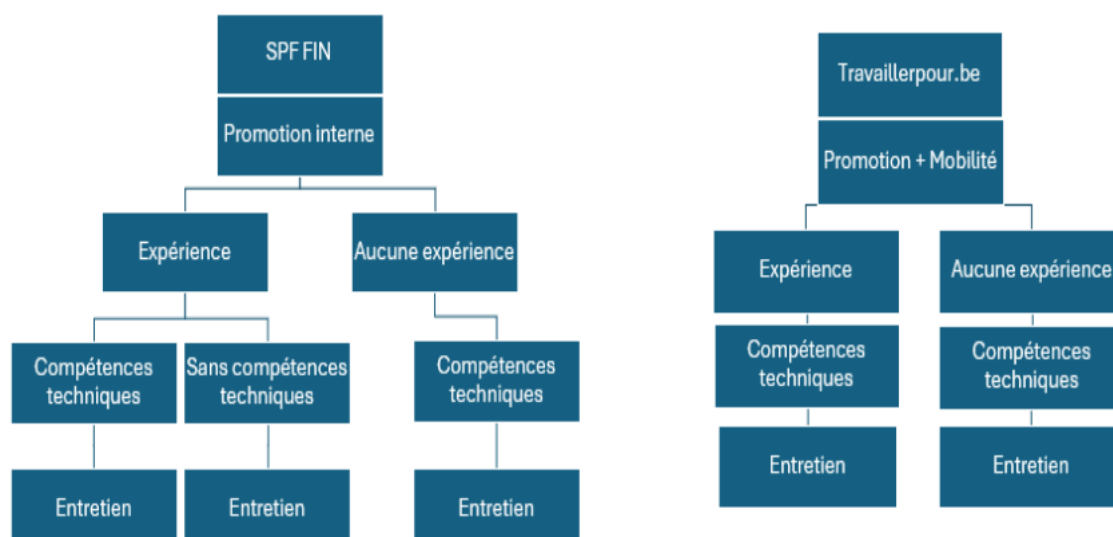 SPF FIN
Promotion interne
Expérience
Aucune expérience
Compétences
techniques
Sans compétences
techniques
Compétences
techniques
Entretien
Entretien
Entretien
Travaillerpour.be
Promotion + Mobilité
Expérience
Aucune expérience
Compétences
techniques
Compétences
techniques
Entretien
Entretien